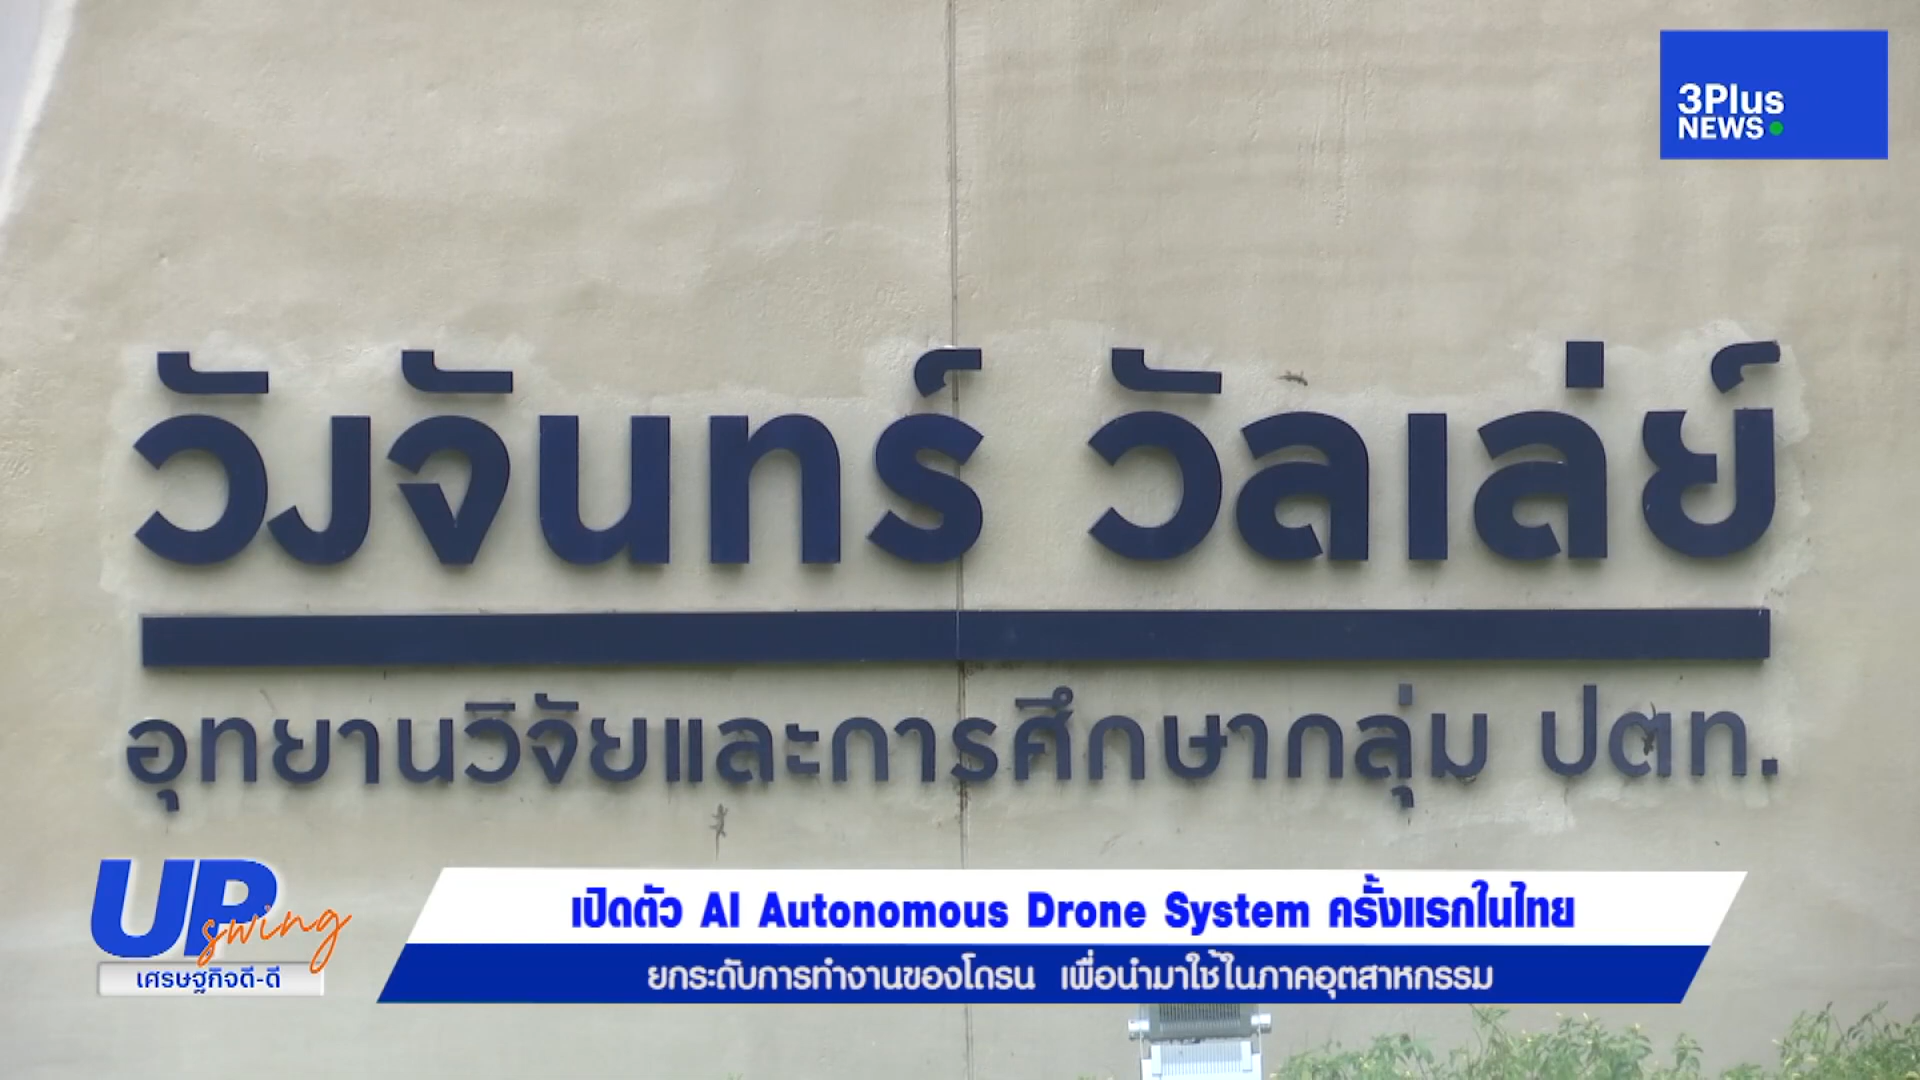 3Plus
NEWS
วังจันทร์ วัลเล่ย์
อุทยานวิจัยและการศึกษากลุ่ม ปตท.
UP
swing
เศรษฐกิจดี-ดี
เปิดตัว AI Autonomous Drone System ครั้งแรกในไทย
ยกระดับการทำงานของโดรน เพื่อนำมาใช้ในภาคอุตสาหกรรม